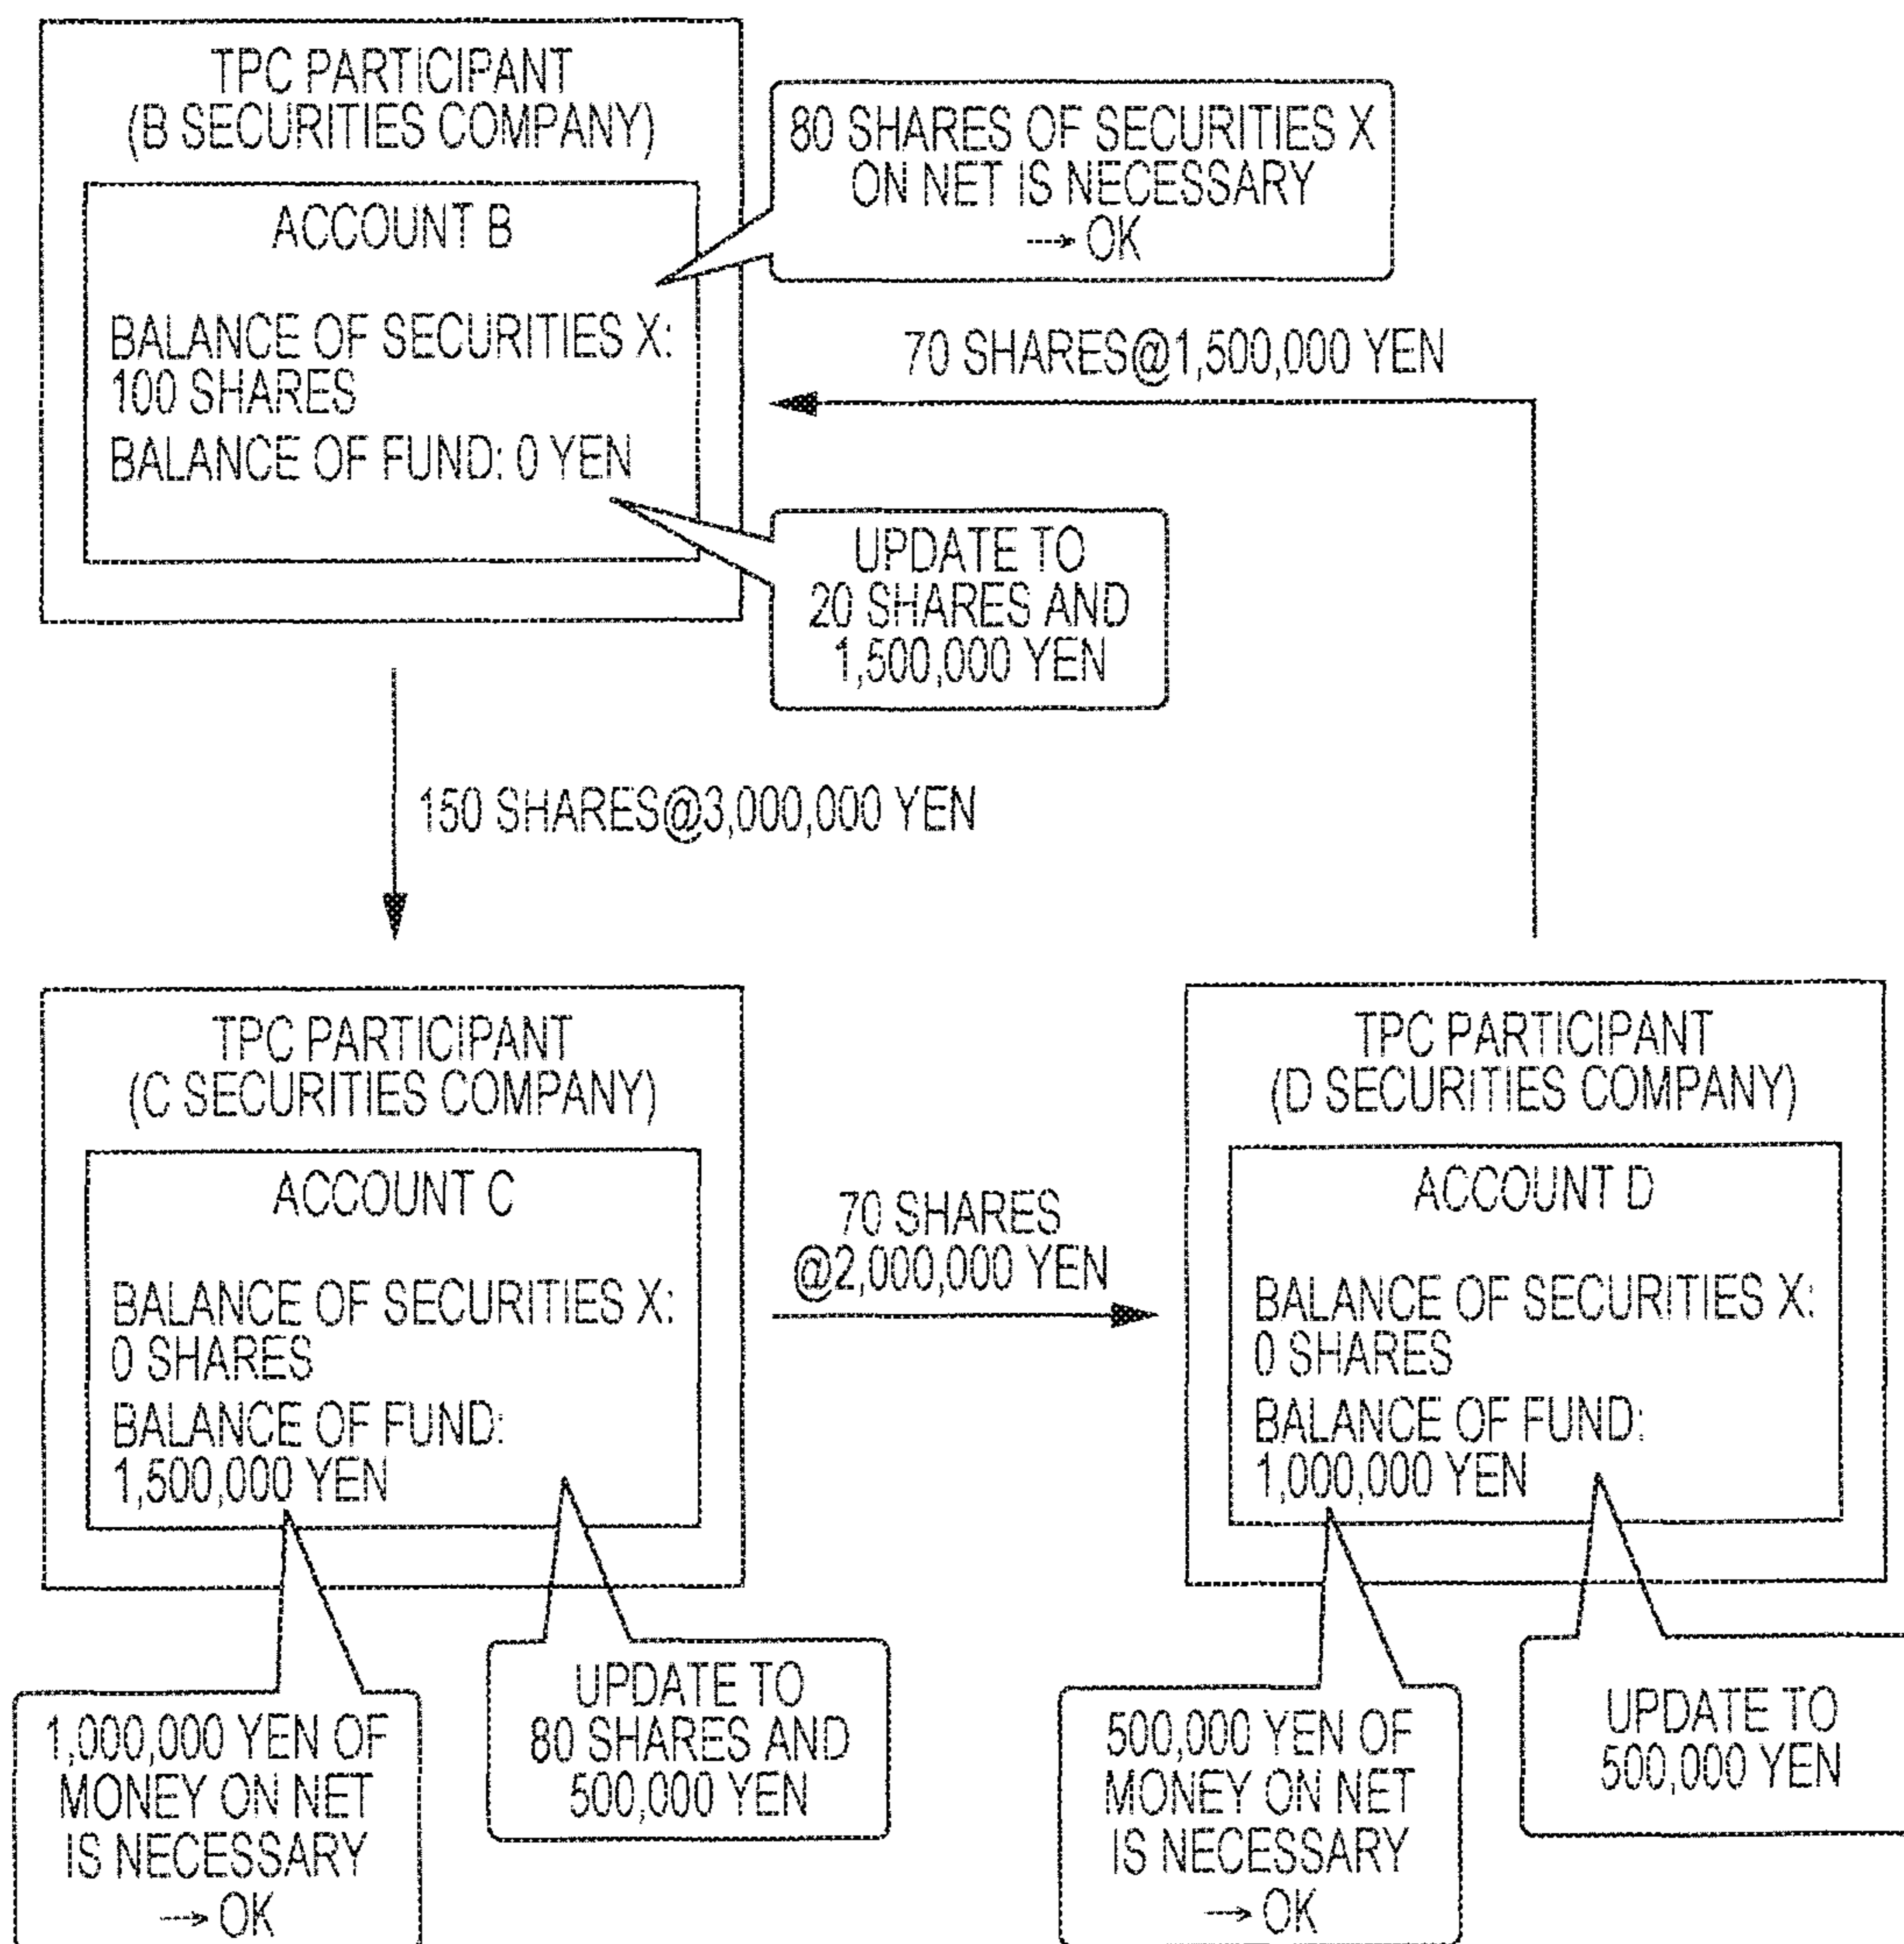 TPC PARTICIPANT
(B SECURITIES COMPANY)
ACCOUNT B
BALANCE OF SECURITIES X:
100 SHARES
BALANCE OF FUND: 0 YEN
80 SHARES OF SECURITIES X
ON NET IS NECESSARY
→ OK
70 SHARES@1,500,000 YEN
UPDATE TO
20 SHARES AND
1,500,000 YEN
150 SHARES@3,000,000 YEN
TPC PARTICIPANT
(C SECURITIES COMPANY)
ACCOUNT C
BALANCE OF SECURITIES X:
0 SHARES
BALANCE OF FUND:
1,500,000 YEN
70 SHARES
@2,000,000 YEN
TPC PARTICIPANT
(D SECURITIES COMPANY)
ACCOUNT D
BALANCE OF SECURITIES X:
0 SHARES
BALANCE OF FUND:
1,000,000 YEN
1,000,000 YEN OF
MONEY ON NET
IS NECESSARY
→ OK
UPDATE TO
80 SHARES AND
500,000 YEN
500,000 YEN OF
MONEY ON NET
IS NECESSARY
→ OK
UPDATE TO
500,000 YEN